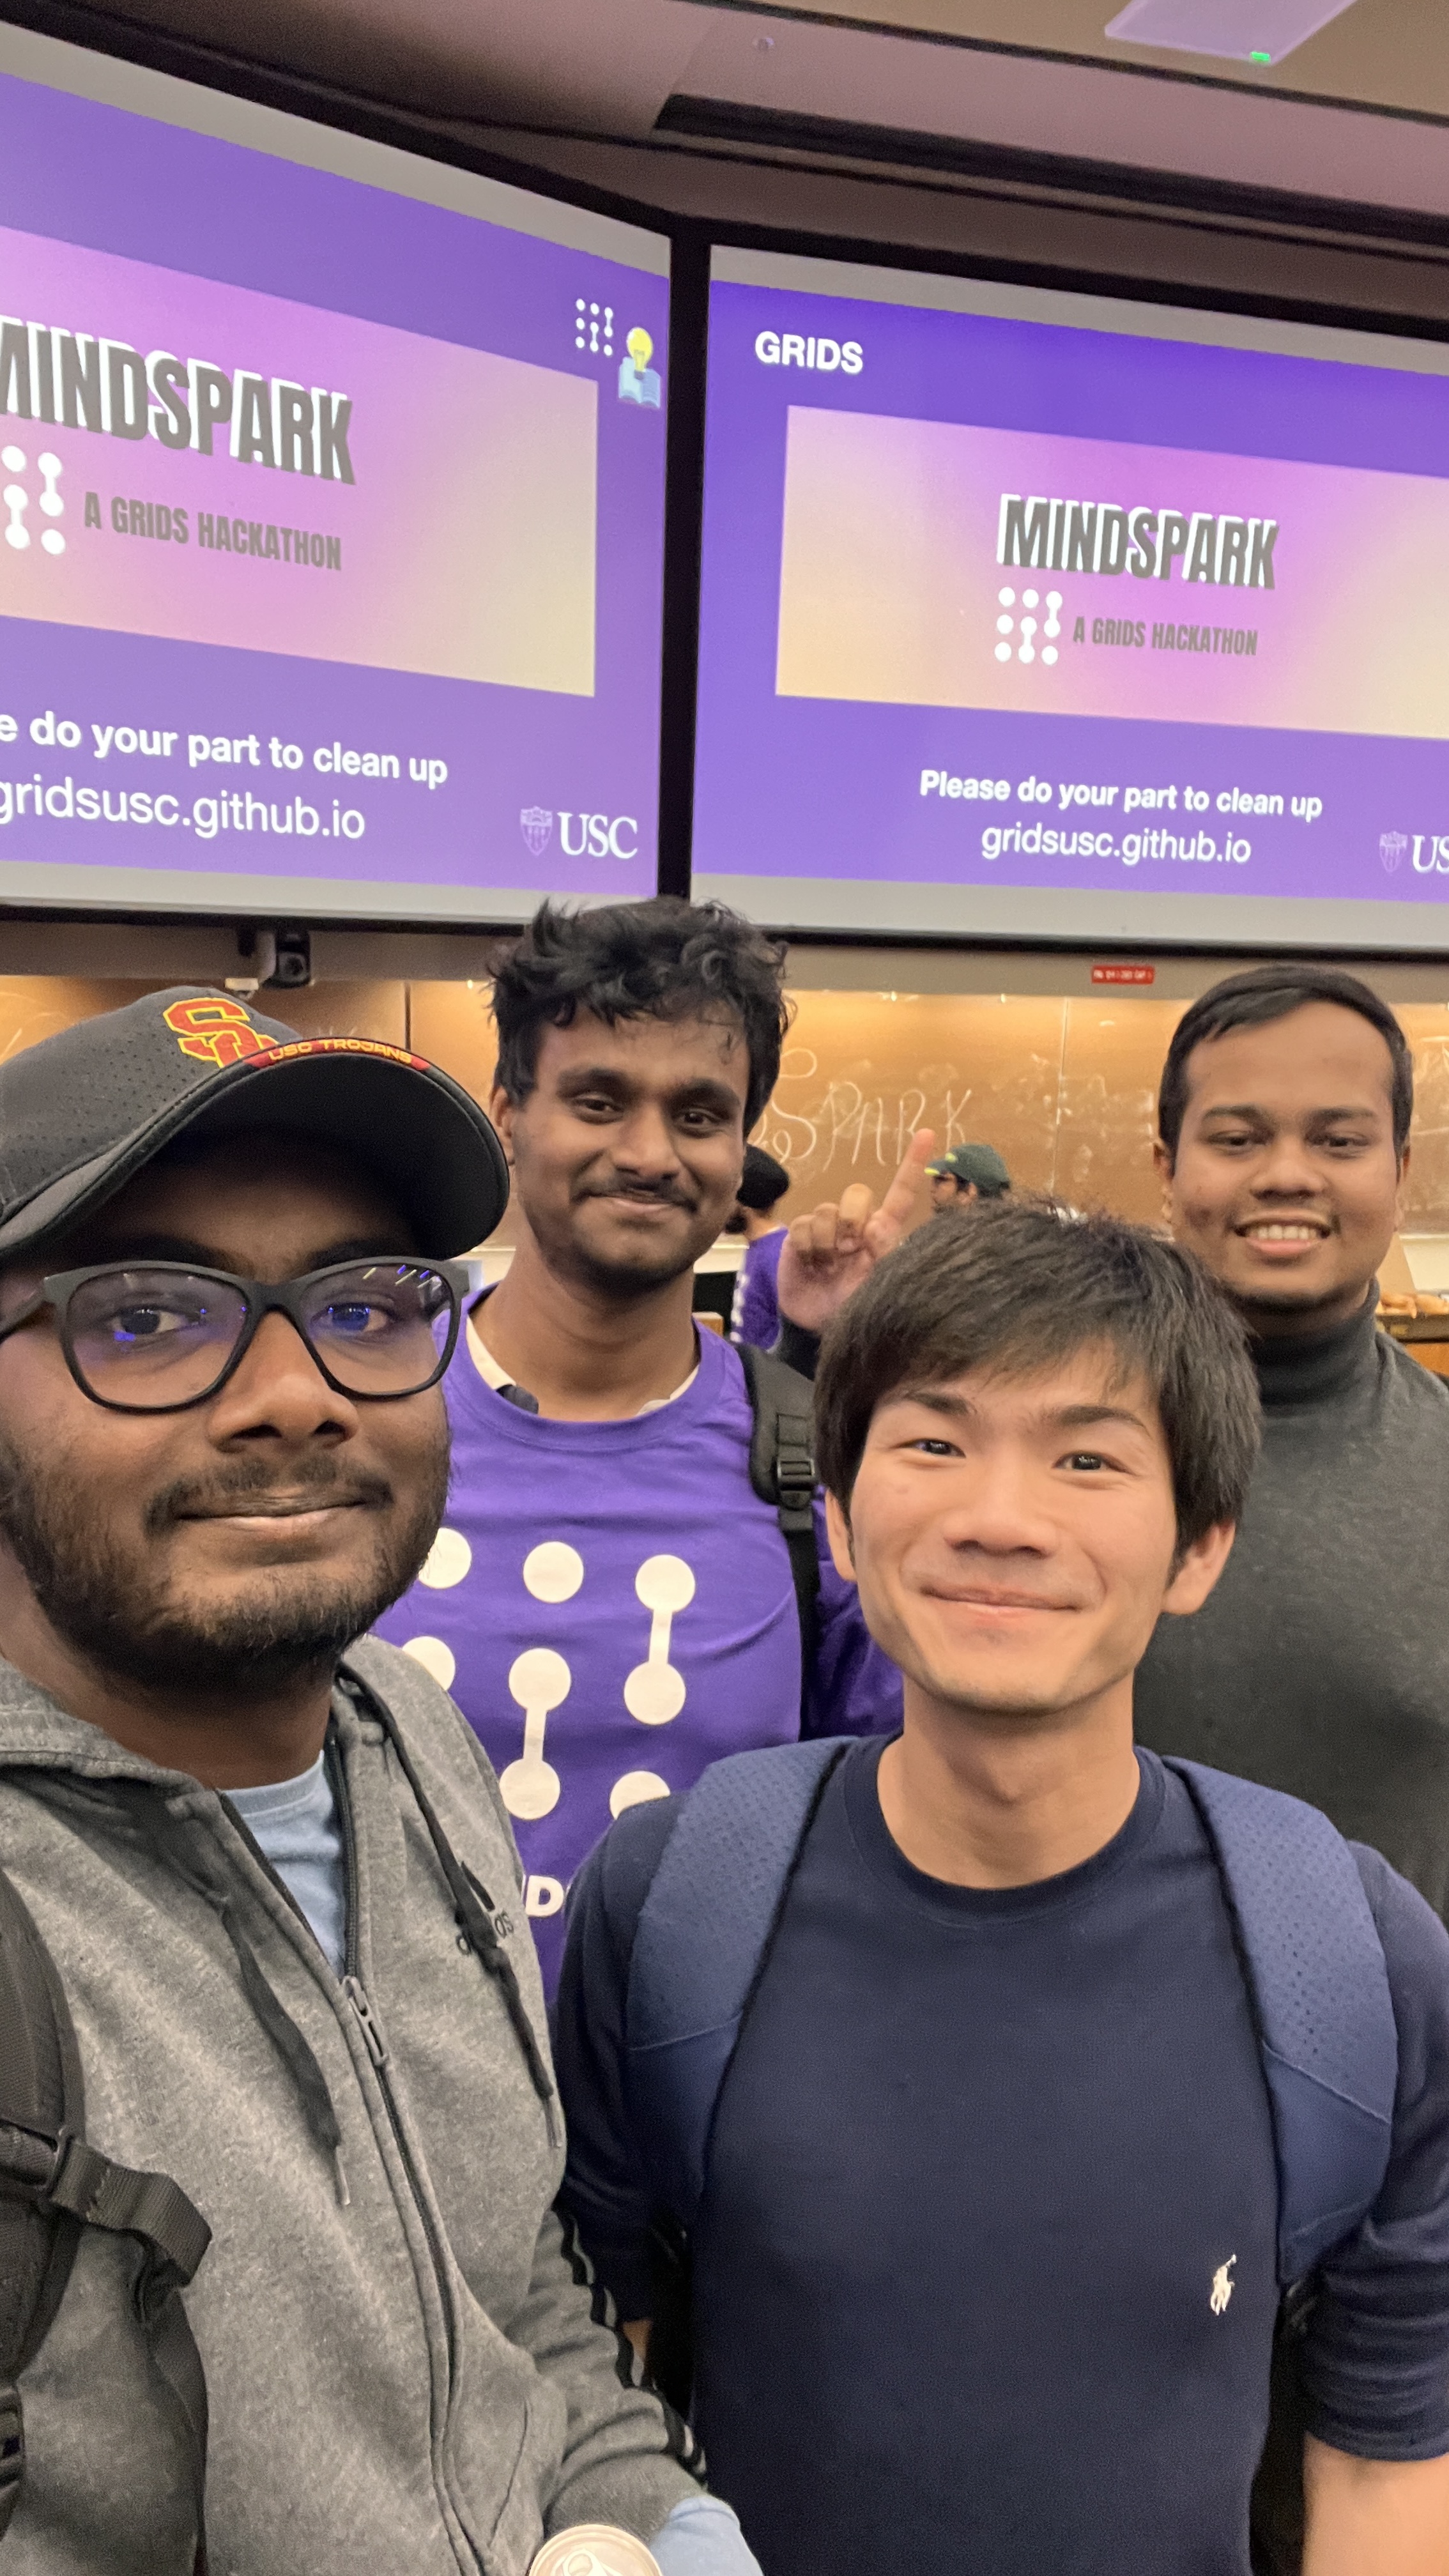 MINDSPARK
A GRIDS HACKATHON
e do your part to clean up
gridsusc.github.io
USC
GRIDS
MINDSPARK
A GRIDS HACKATHON
Please do your part to clean up
gridsusc.github.io
US
SPARK
SC
USC TROJANS